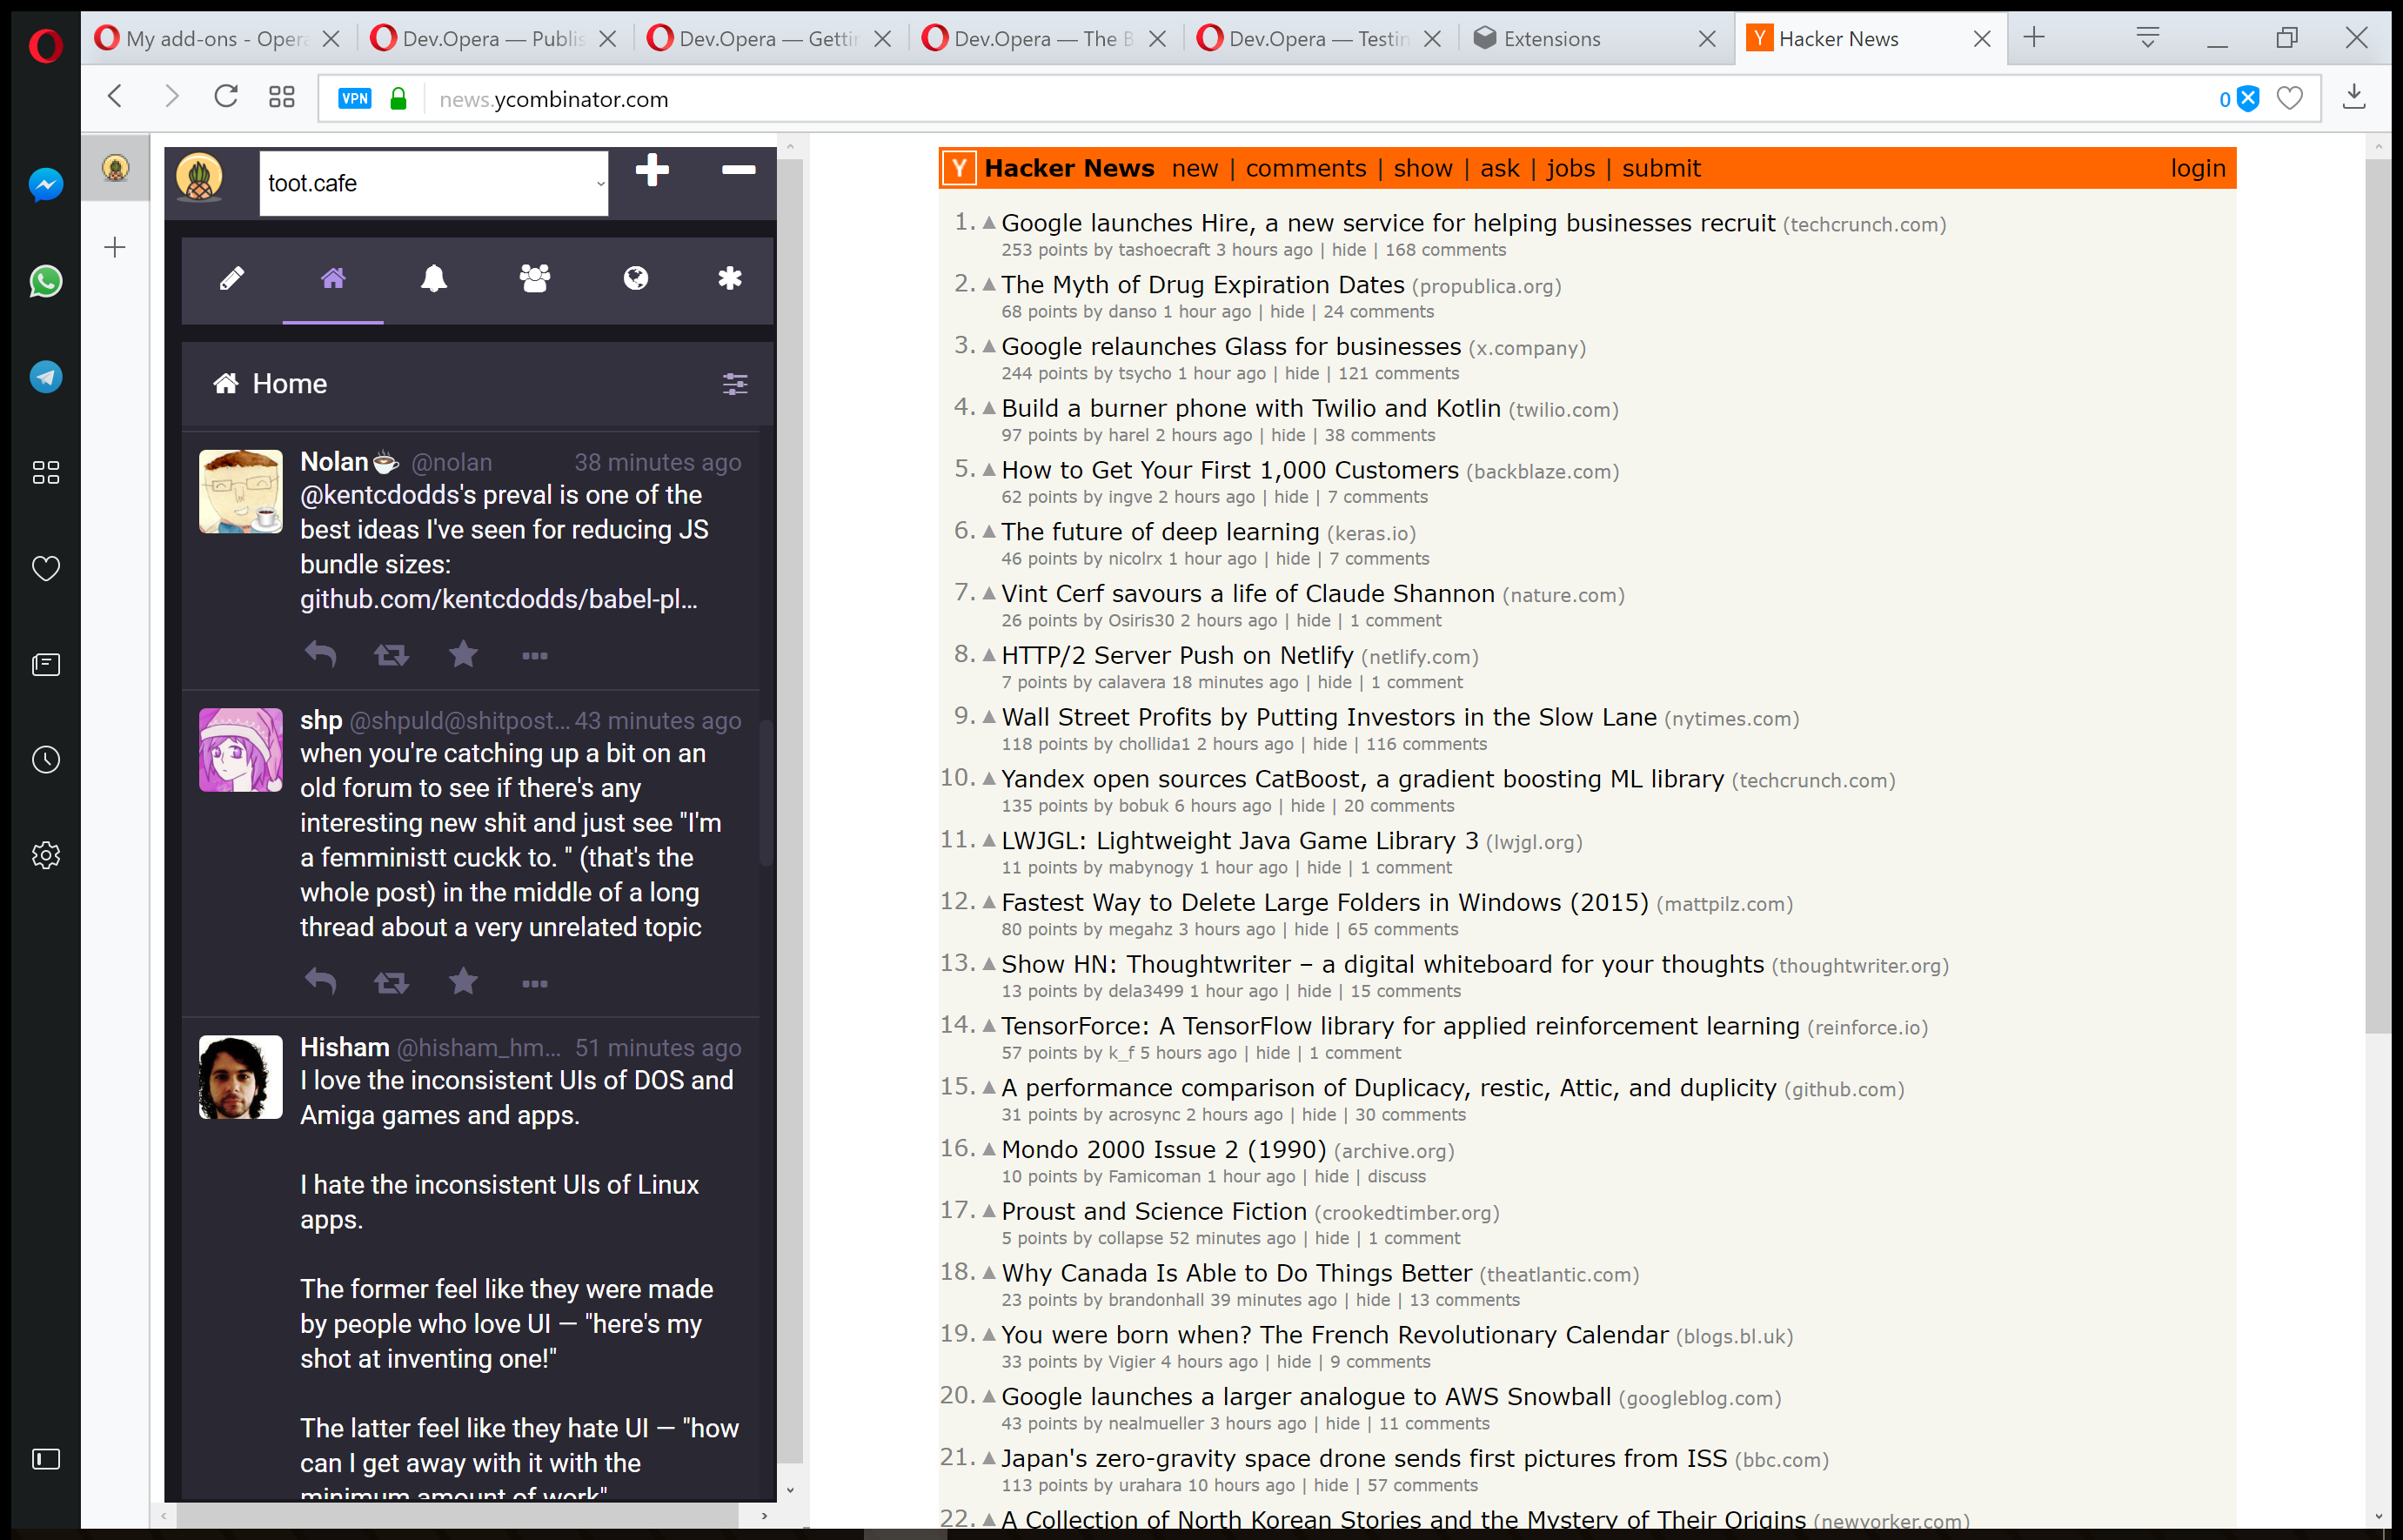 My add-ons - Opera
Dev.Opera — Publis
Dev.Opera — Gettin
Dev.Opera — The B
Dev.Opera — Testin
Extensions
Y Hacker News
VPN
news.ycombinator.com
0
toot.cafe
Home
Nolan @nolan 38 minutes ago
@kentcdodds's preval is one of the
best ideas I've seen for reducing JS
bundle sizes:
github.com/kentcdodds/babel-pl...
shp @shpuld@shitpost... 43 minutes ago
when you're catching up a bit on an
old forum to see if there's any
interesting new shit and just see "I'm
a femministt cuckk to. " (that's the
whole post) in the middle of a long
thread about a very unrelated topic
Hisham @hisham_hm... 51 minutes ago
I love the inconsistent UIs of DOS and
Amiga games and apps.
I hate the inconsistent UIs of Linux
apps.
The former feel like they were made
by people who love UI — "here's my
shot at inventing one!"
The latter feel like they hate UI — "how
can I get away with it with the
minimum amount of work"
Y Hacker News new | comments | show | ask | jobs | submit login
1. Google launches Hire, a new service for helping businesses recruit (techcrunch.com)
253 points by tashoecraft 3 hours ago | hide | 168 comments
2. The Myth of Drug Expiration Dates (propublica.org)
68 points by danso 1 hour ago | hide | 24 comments
3. Google relaunches Glass for businesses (x.company)
244 points by tsycho 1 hour ago | hide | 121 comments
4. Build a burner phone with Twilio and Kotlin (twilio.com)
97 points by harel 2 hours ago | hide | 38 comments
5. How to Get Your First 1,000 Customers (backblaze.com)
62 points by ingve 2 hours ago | hide | 7 comments
6. The future of deep learning (keras.io)
46 points by nicolrx 1 hour ago | hide | 7 comments
7. Vint Cerf savours a life of Claude Shannon (nature.com)
26 points by Osiris30 2 hours ago | hide | 1 comment
8. HTTP/2 Server Push on Netlify (netlify.com)
7 points by calavera 18 minutes ago | hide | 1 comment
9. Wall Street Profits by Putting Investors in the Slow Lane (nytimes.com)
118 points by chollida1 2 hours ago | hide | 116 comments
10. Yandex open sources CatBoost, a gradient boosting ML library (techcrunch.com)
135 points by bobuk 6 hours ago | hide | 20 comments
11. LWJGL: Lightweight Java Game Library 3 (lwjgl.org)
11 points by mabynogy 1 hour ago | hide | 1 comment
12. Fastest Way to Delete Large Folders in Windows (2015) (mattpilz.com)
80 points by megahz 3 hours ago | hide | 65 comments
13. Show HN: Thoughtwriter – a digital whiteboard for your thoughts (thoughtwriter.org)
13 points by dela3499 1 hour ago | hide | 15 comments
14. TensorForce: A TensorFlow library for applied reinforcement learning (reinforce.io)
57 points by k_f 5 hours ago | hide | 1 comment
15. A performance comparison of Duplicacy, restic, Attic, and duplicity (github.com)
31 points by acrosync 2 hours ago | hide | 30 comments
16. Mondo 2000 Issue 2 (1990) (archive.org)
10 points by Famicoman 1 hour ago | hide | discuss
17. Proust and Science Fiction (crookedtimber.org)
5 points by collapse 52 minutes ago | hide | 1 comment
18. Why Canada Is Able to Do Things Better (theatlantic.com)
23 points by brandonhall 39 minutes ago | hide | 13 comments
19. You were born when? The French Revolutionary Calendar (blogs.bl.uk)
33 points by Vigier 4 hours ago | hide | 9 comments
20. Google launches a larger analogue to AWS Snowball (googleblog.com)
43 points by nealmueller 3 hours ago | hide | 11 comments
21. Japan's zero-gravity space drone sends first pictures from ISS (bbc.com)
113 points by urahara 10 hours ago | hide | 57 comments
22. A Collection of North Korean Stories and the Mystery of Their Origins (newyorker.com)